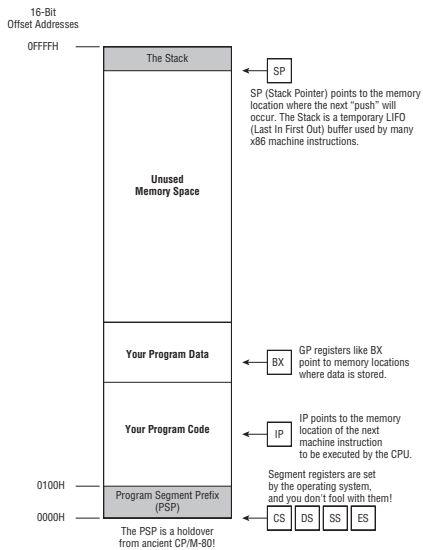 16-Bit
Offset Addresses
0FFFFH
The Stack
SP
SP (Stack Pointer) points to the memory
location where the next “push” will
occur. The Stack is a temporary LIFO
(Last In First Out) buffer used by many
x86 machine instructions.
Unused
Memory Space
Your Program Data
BX
GP registers like BX
point to memory locations
where data is stored.
Your Program Code
IP
IP points to the memory
location of the next
machine instruction
to be executed by the CPU.
0100H
Program Segment Prefix
(PSP)
0000H
Segment registers are set
by the operating system,
and you don’t fool with them!
CS DS SS ES
The PSP is a holdover
from ancient CP/M-80!